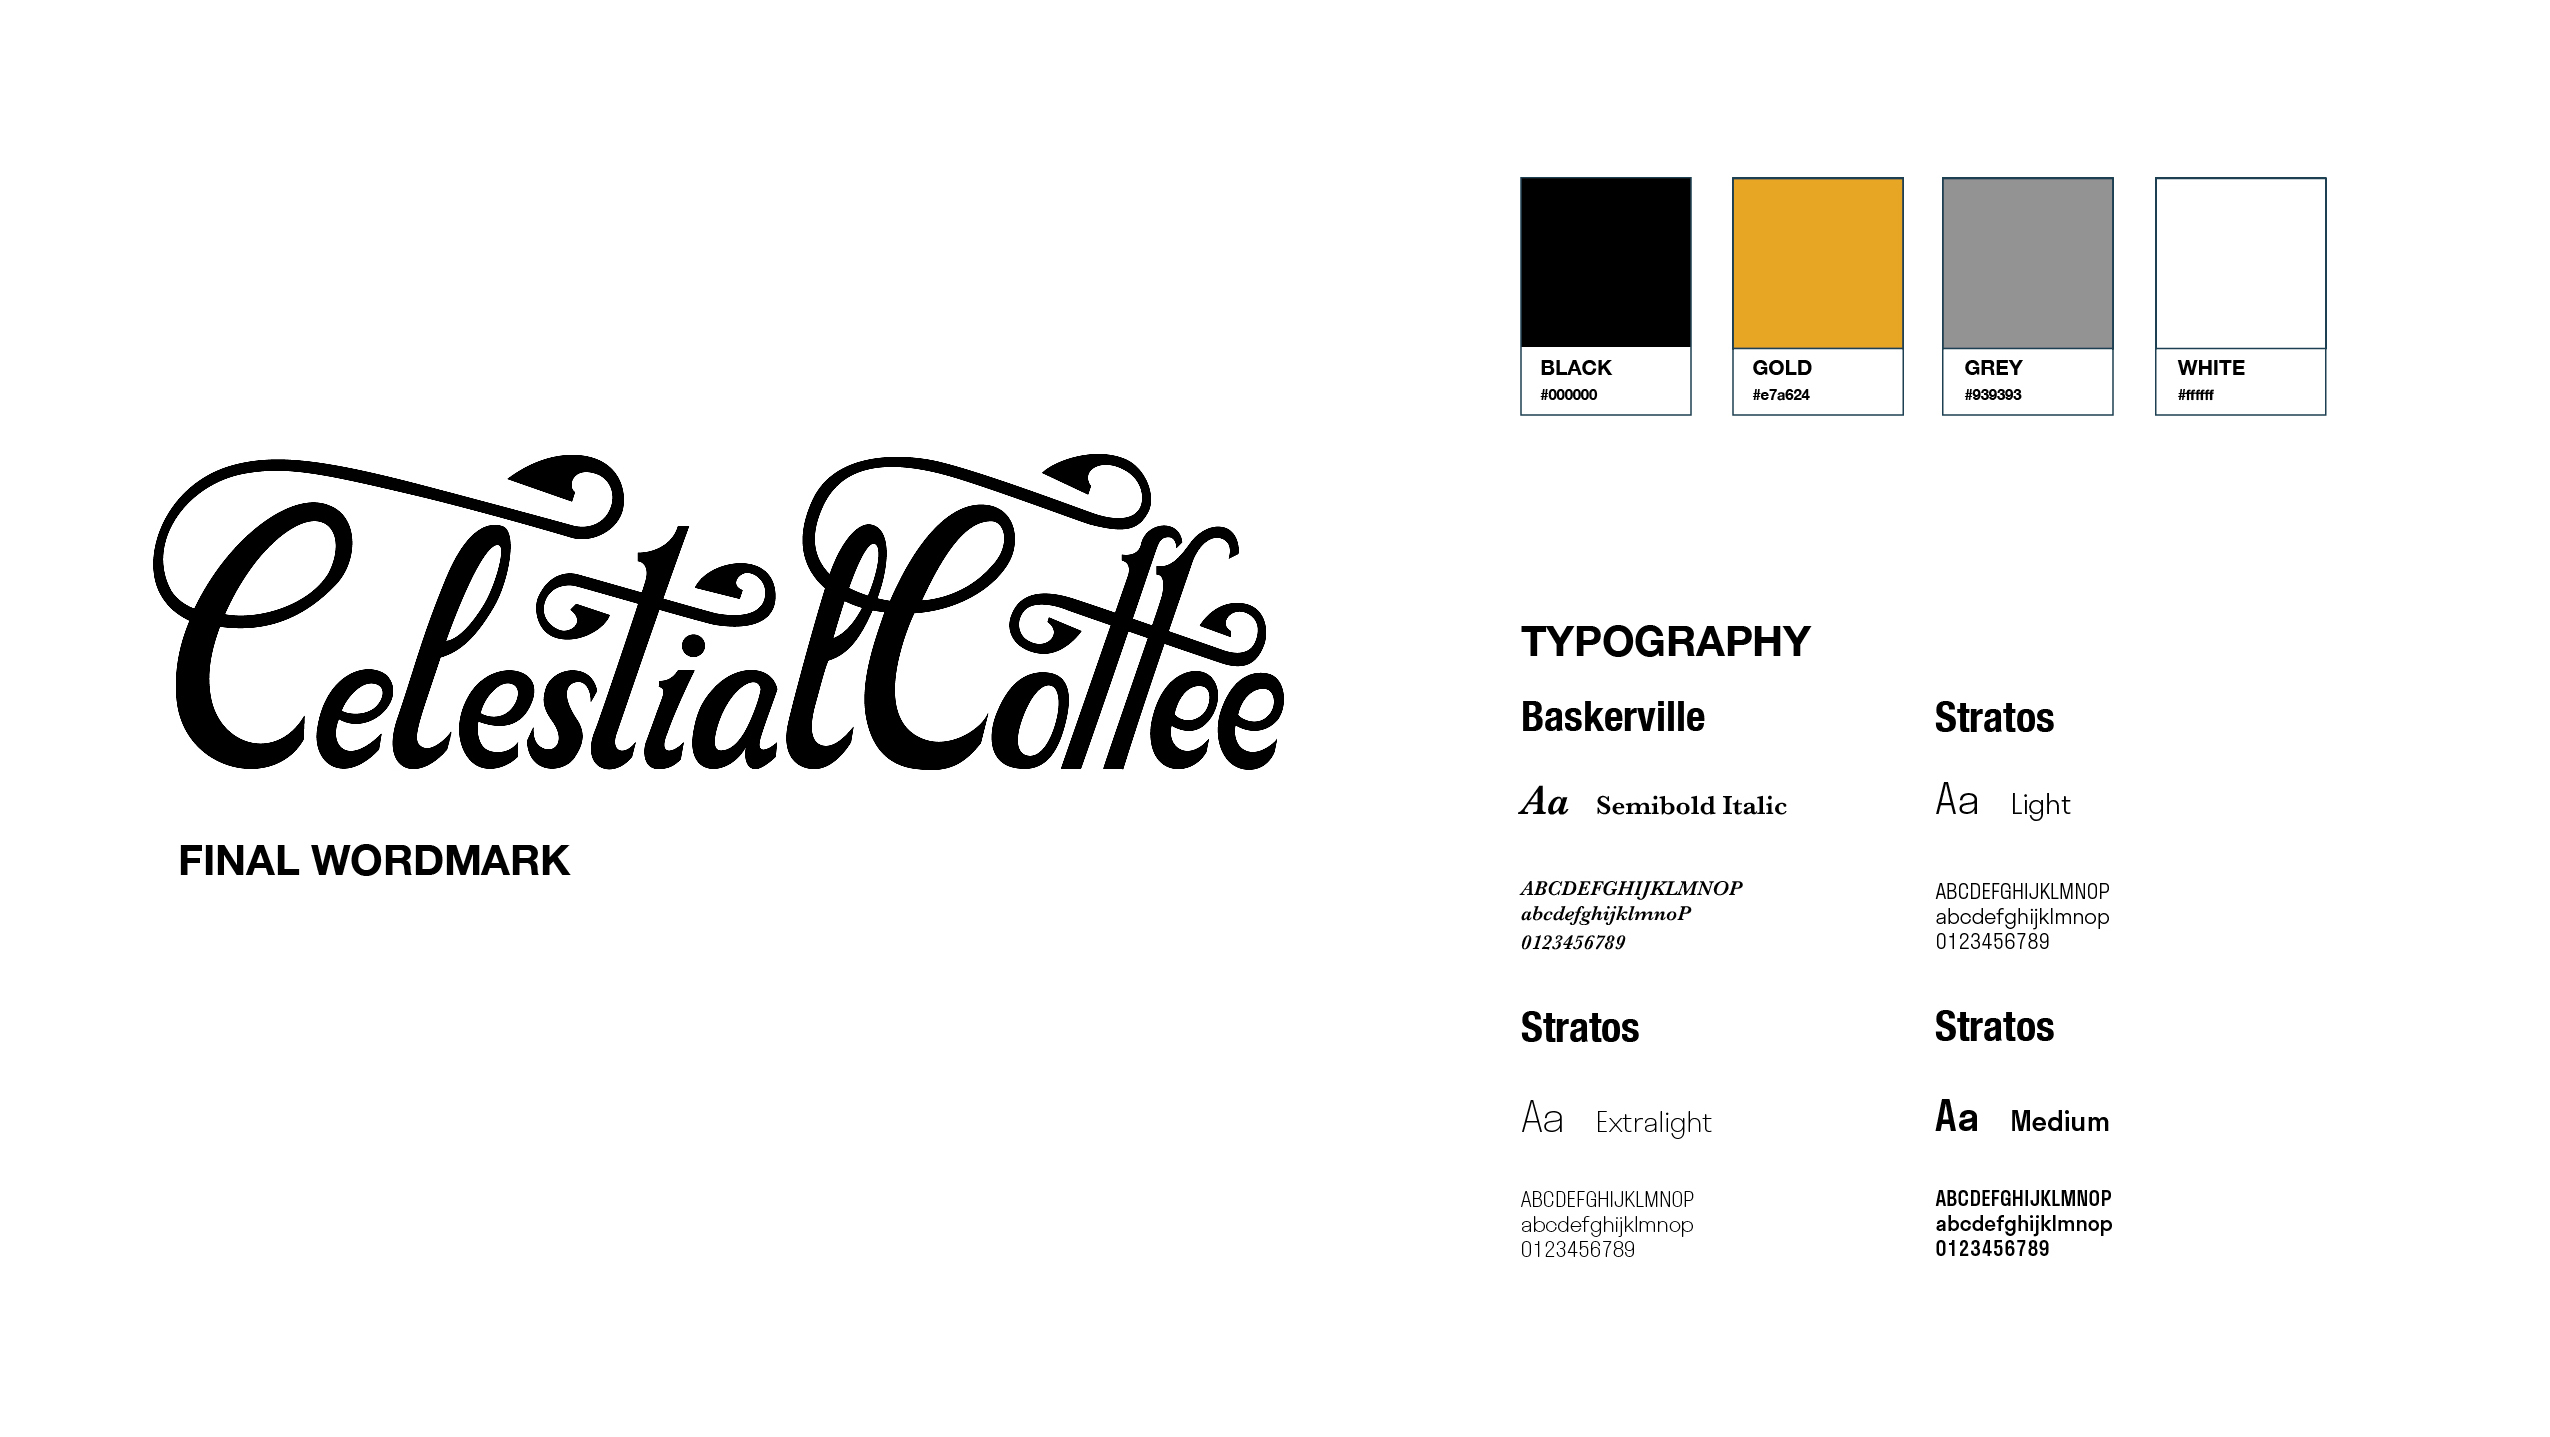 Celestial Coffee
FINAL WORDMARK
BLACK
#000000
GOLD
#e7a624
GREY
#939393
WHITE
#ffffff
TYPOGRAPHY
Baskerville
Aa Semibold Italic
ABCDEFGHIJKLMNOP
abcdefghijklmnoP
0123456789
Stratos
Aa Light
ABCDEFGHIJKLMNOP
abcdefghijklmnop
0123456789
Stratos
Aa Extralight
ABCDEFGHIJKLMNOP
abcdefghijklmnop
0123456789
Stratos
Aa Medium
ABCDEFGHIJKLMNOP
abcdefghijklmnop
0123456789